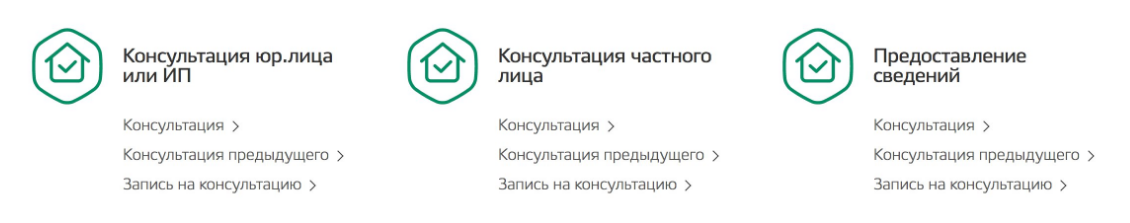 Консультация юр.лица
или ИП
Консультация
Консультация предыдущего
Запись на консультацию
Консультация частного
лица
Консультация
Консультация предыдущего
Запись на консультацию
Предоставление
сведений
Консультация
Консультация предыдущего
Запись на консультацию